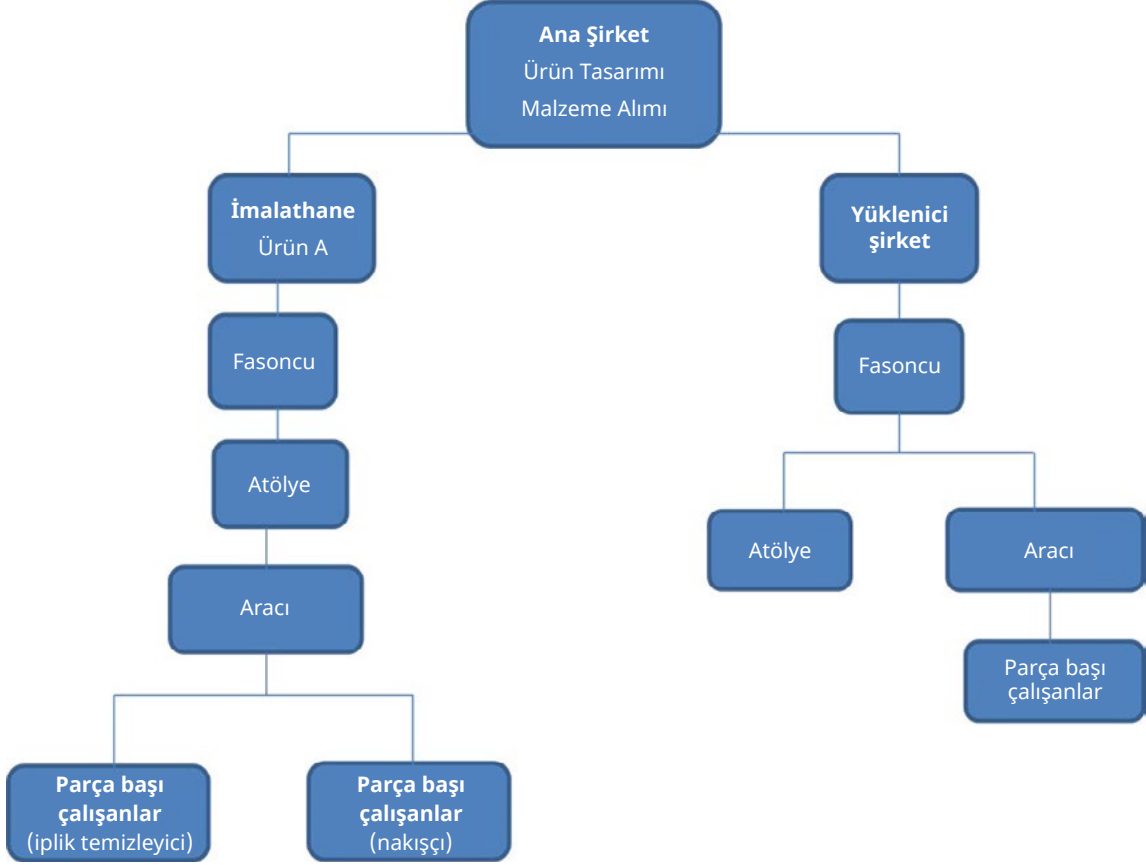 Ana Şirket
Ürün Tasarımı
Malzeme Alımı
İmalathane
Ürün A
Yüklenici
şirket
Fasoncu
Fasoncu
Atölye
Atölye
Aracı
Aracı
Parça başı
çalışanlar
Parça başı
çalışanlar
(iplik temizleyici)
Parça başı
çalışanlar
(nakışçı)